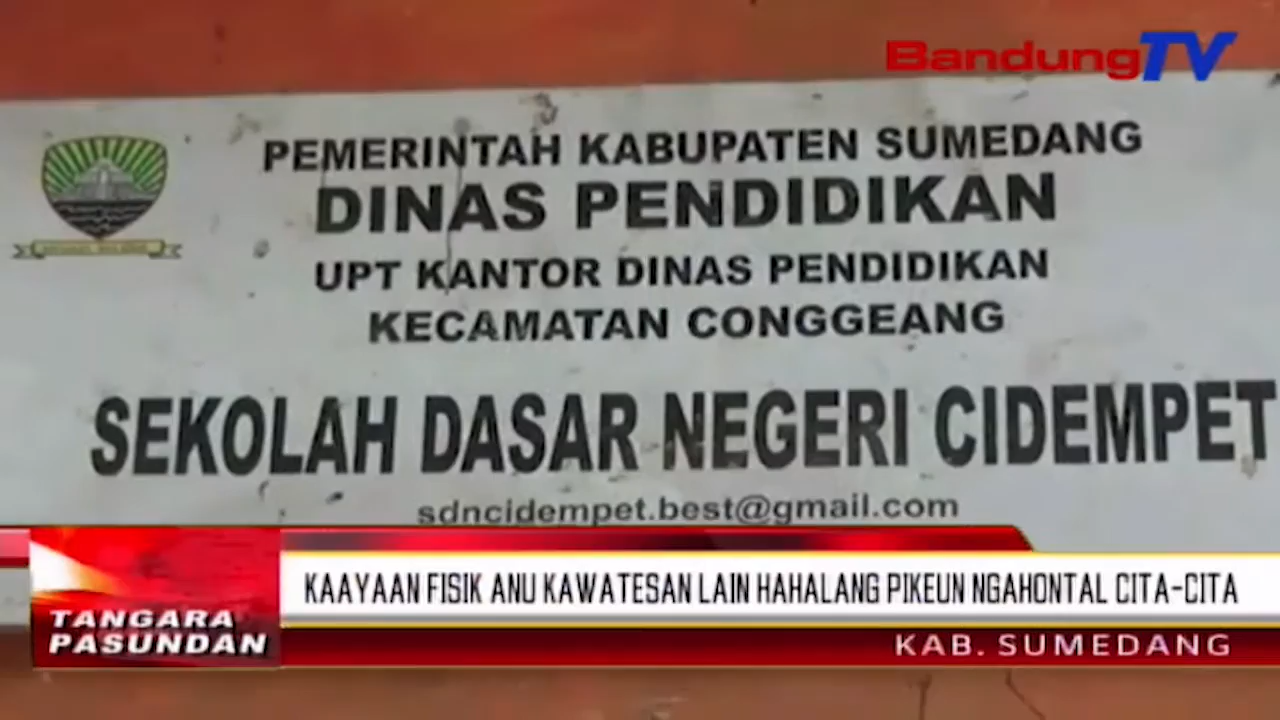 BandungTV
PEMERINTAH KABUPATEN SUMEDANG
DINAS PENDIDIKAN
UPT KANTOR DINAS PENDIDIKAN
KECAMATAN CONGGEANG
SEKOLAH DASAR NEGERI CIDEMPET
sdncidempet.best@gmail.com
KAAYAAN FISIK ANU KAWATESAN LAIN HAHALANG PIKEUN NGAHONTAL CITA-CITA
TANGARA
PASUNDAN
KAB. SUMEDANG